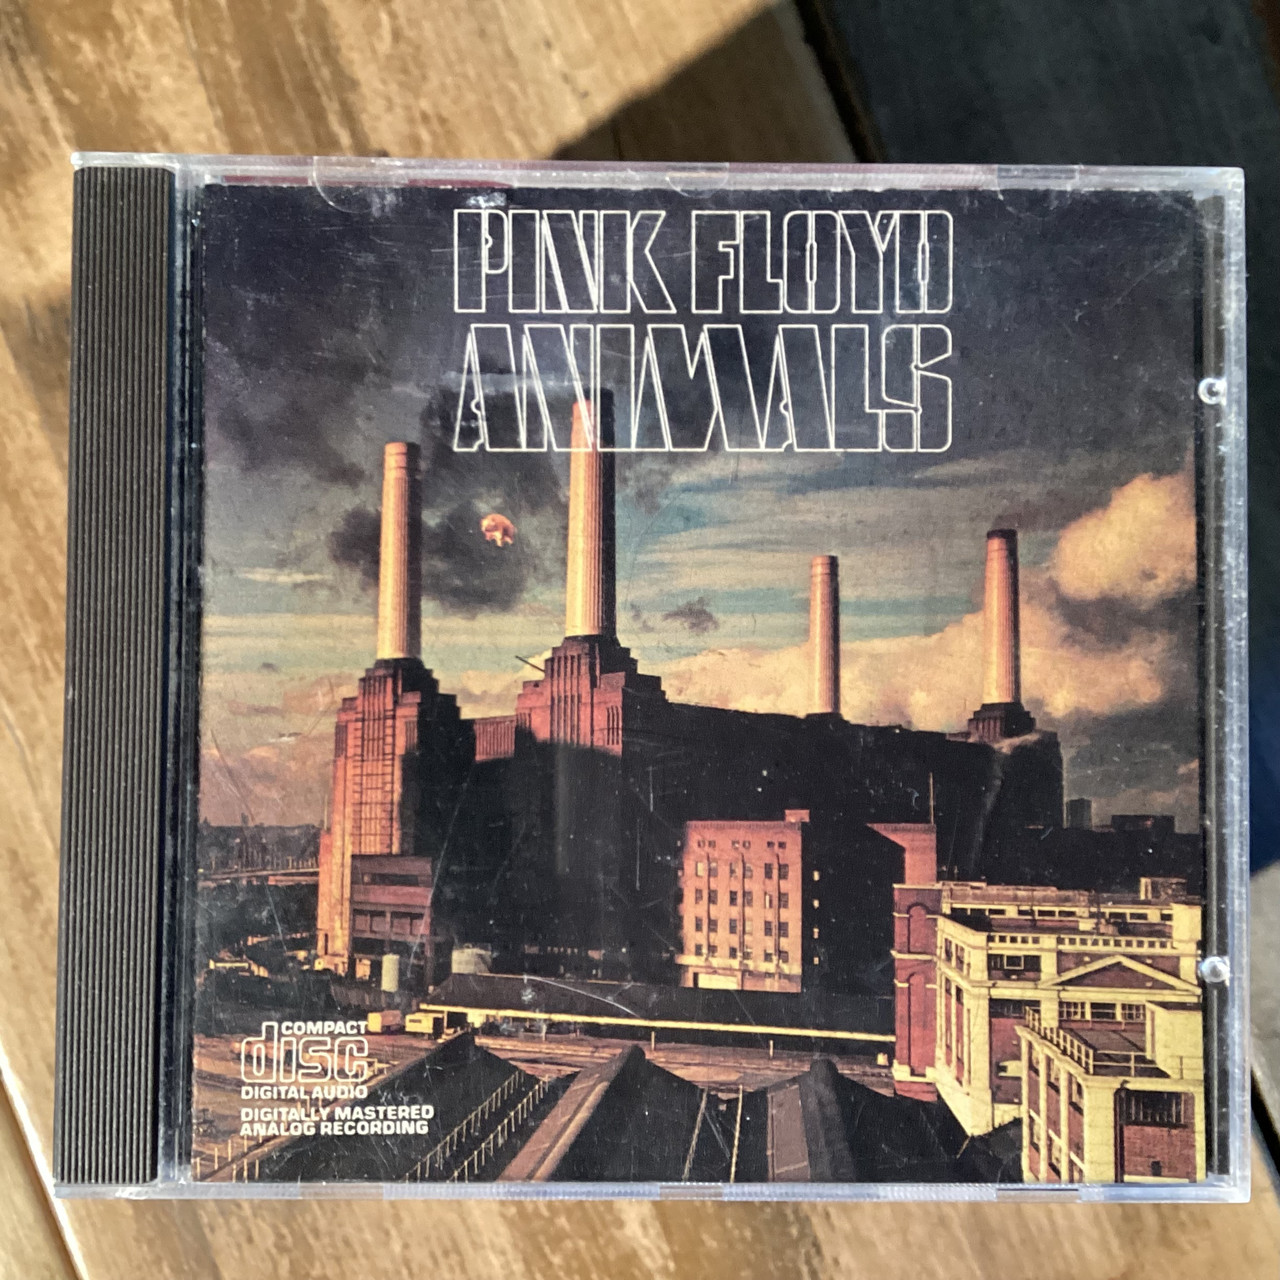 PINK FLOYD
ANIMALS
COMPACT
disc
DIGITAL AUDIO
DIGITALLY MASTERED
ANALOG RECORDING